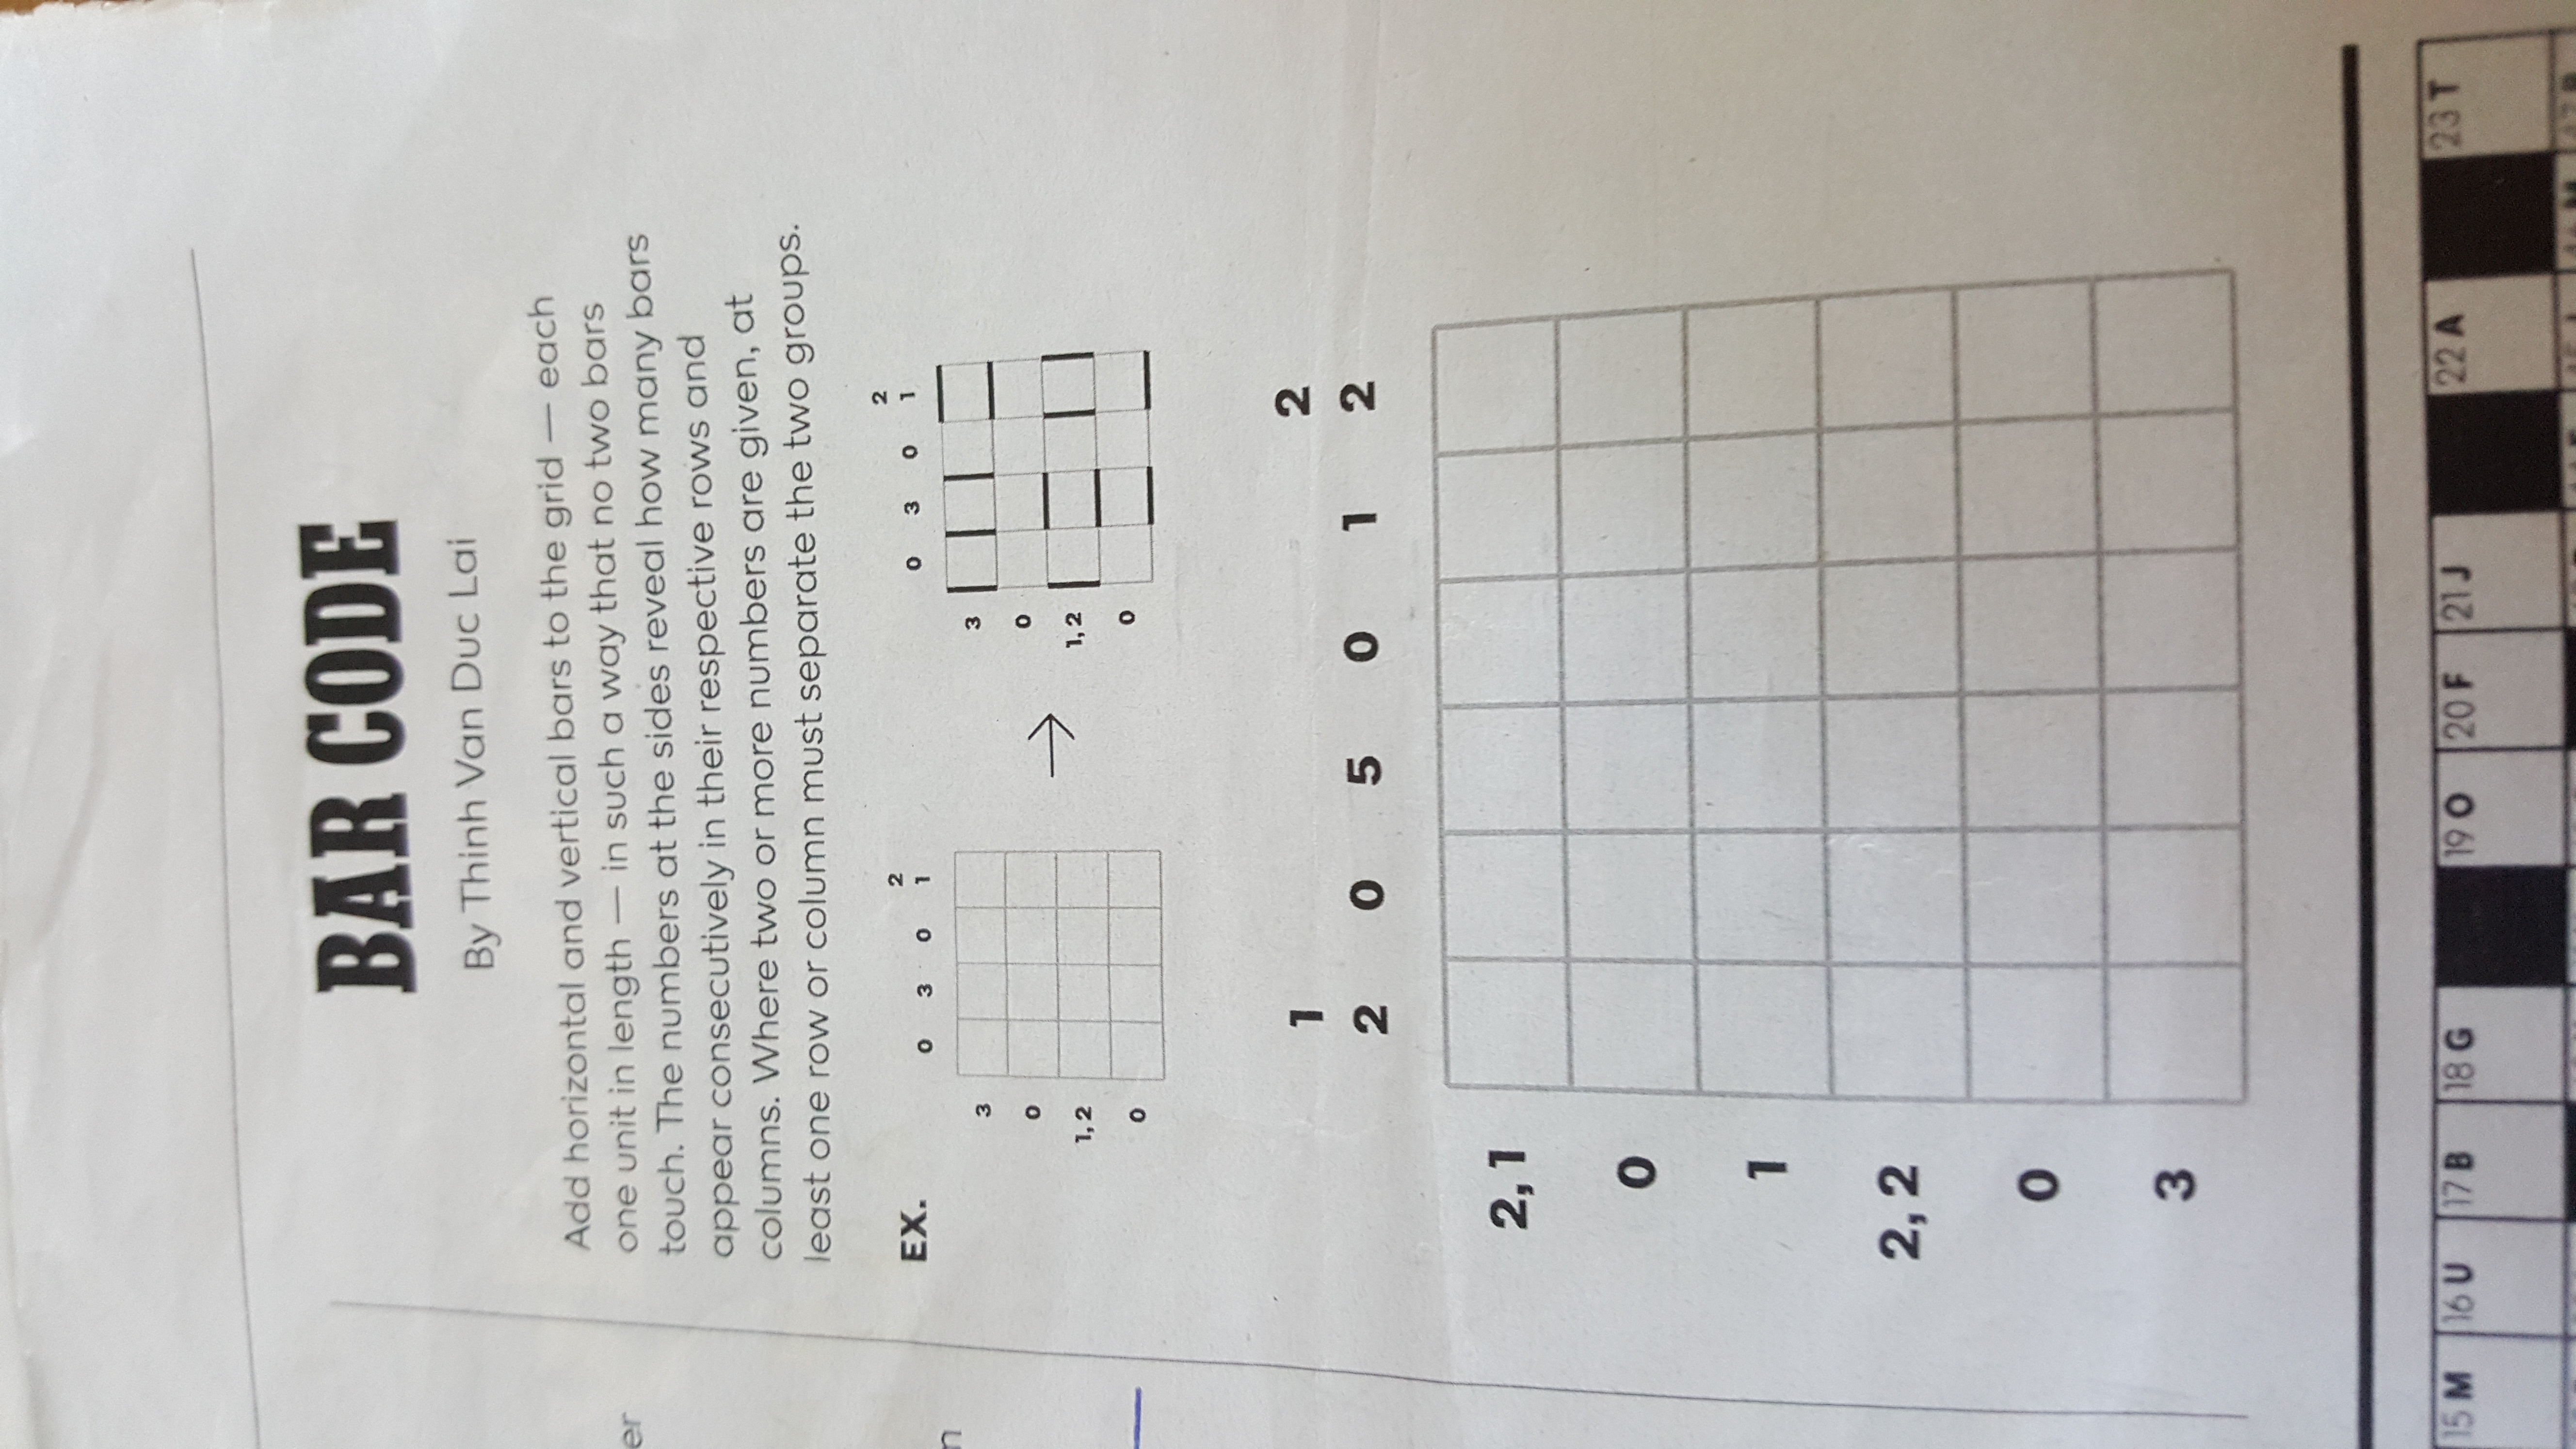 BAR CODE
By Thinh Van Duc Lai
Add horizontal and vertical bars to the grid — each
one unit in length — in such a way that no two bars
touch. The numbers at the sides reveal how many bars
appear consecutively in their respective rows and
columns. Where two or more numbers are given, at
least one row or column must separate the two groups.
er
n
EX.
2
0 3 0 1
3
0
1, 2
0
2
0 3 0 1
3
0
1, 2
0
1 2
2 0 5 0 1 2
2, 1
0
1
2, 2
0
3
15 M 16 U 17 B 18 G 19 O 20 F 21 J 22 A 23 T